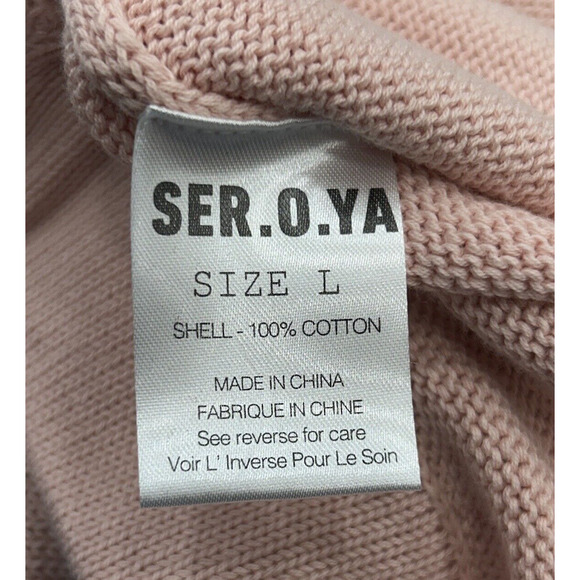 SER.O.YA
SIZE L
SHELL - 100% COTTON
MADE IN CHINA
FABRIQUE IN CHINE
See reverse for care
Voir L' Inverse Pour Le Soin